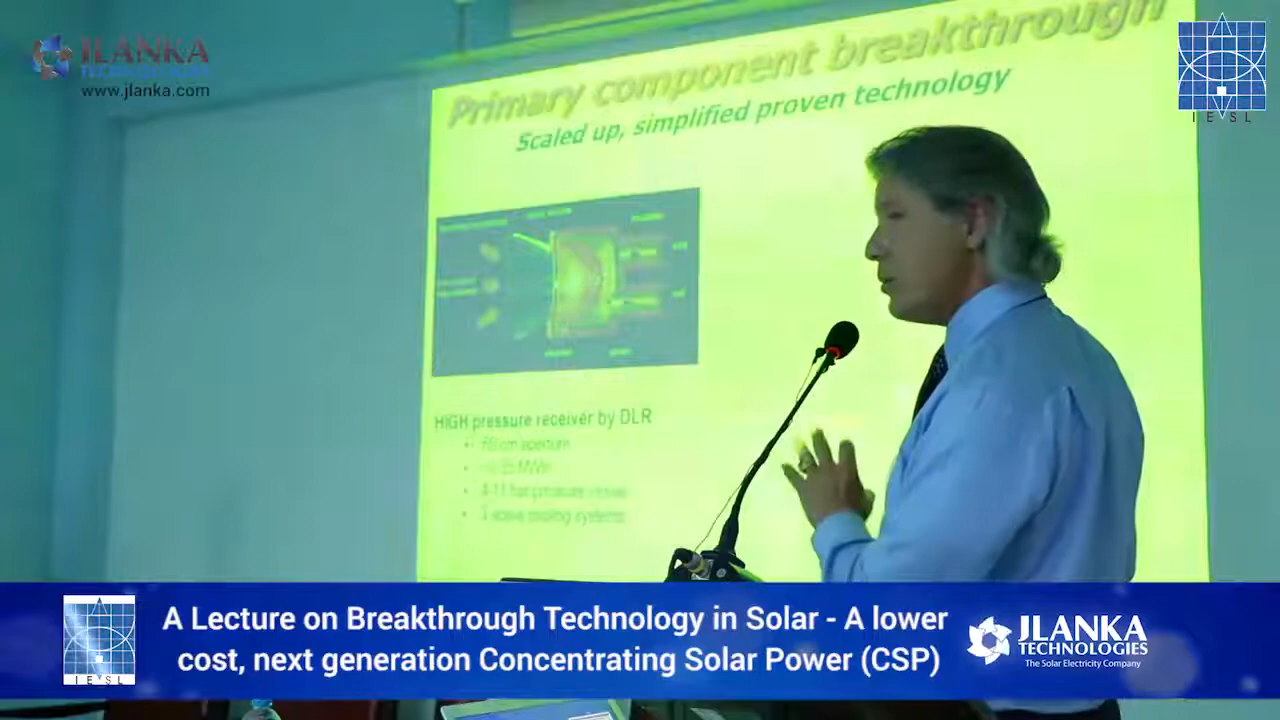 JLANKA
TECHNOLOGIES
www.jlanka.com
IESL
Primary component breakthrough
Scaled up, simplified proven technology
HIGH pressure receiver by DLR
aperture
A Lecture on Breakthrough Technology in Solar - A lower
cost, next generation Concentrating Solar Power (CSP)
IESL
JLANKA
TECHNOLOGIES
The Solar Electricity Company